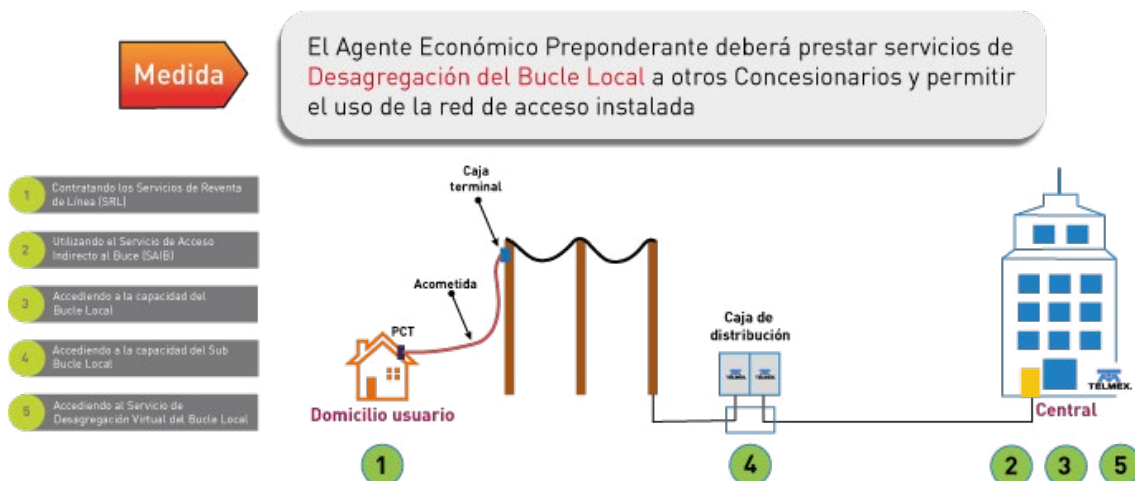 Medida
El Agente Económico Preponderante deberá prestar servicios de
Desagregación del Bucle Local a otros Concesionarios y permitir
el uso de la red de acceso instalada
1
Contratando los Servicios de Reventa
de Línea (SRL)
2
Utilizando el Servicio de Acceso
Indirecto al Buce (SAIB)
3
Accediendo a la capacidad del
Bucle Local
4
Accediendo a la capacidad del Sub
Bucle Local
5
Accediendo al Servicio de
Desagregación Virtual del Bucle Local
Caja
terminal
Acometida
PCT
Domicilio usuario
Caja de
distribución
TELMEX
TELMEX
TELMEX.
Central
1
4
2
3
5